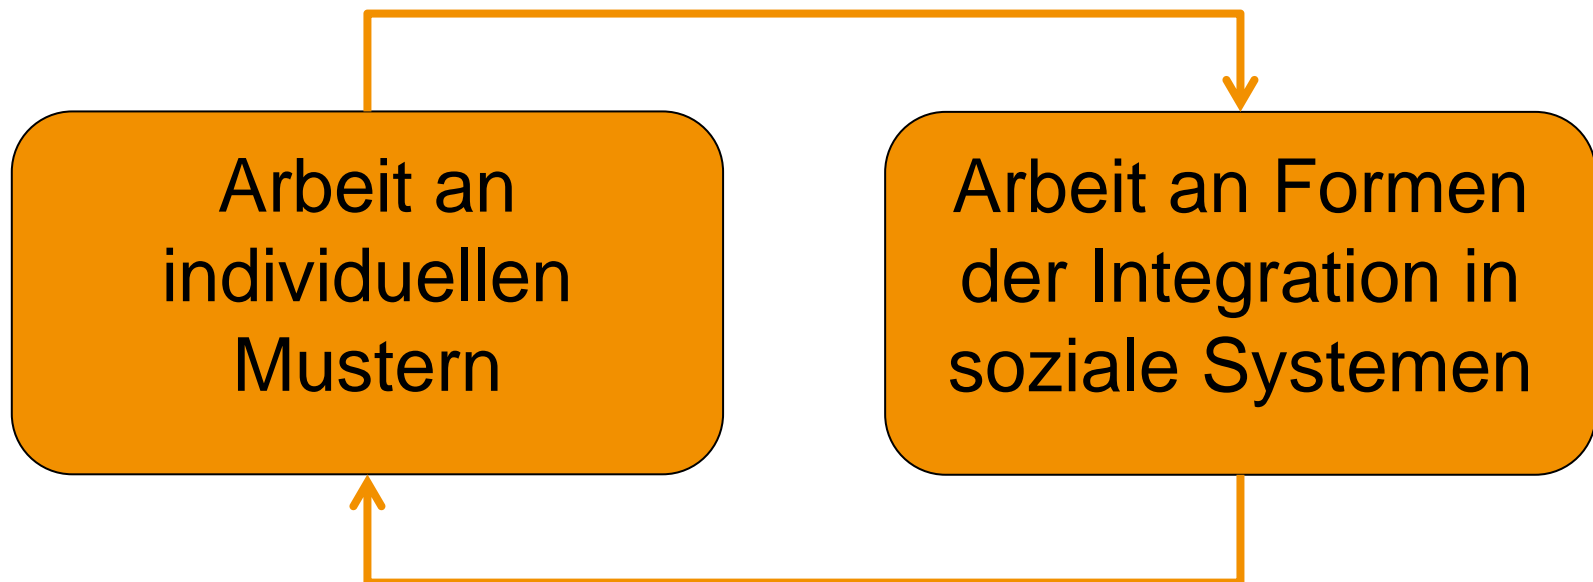 Arbeit an
individuellen
Mustern
Arbeit an Formen
der Integration in
soziale Systemen